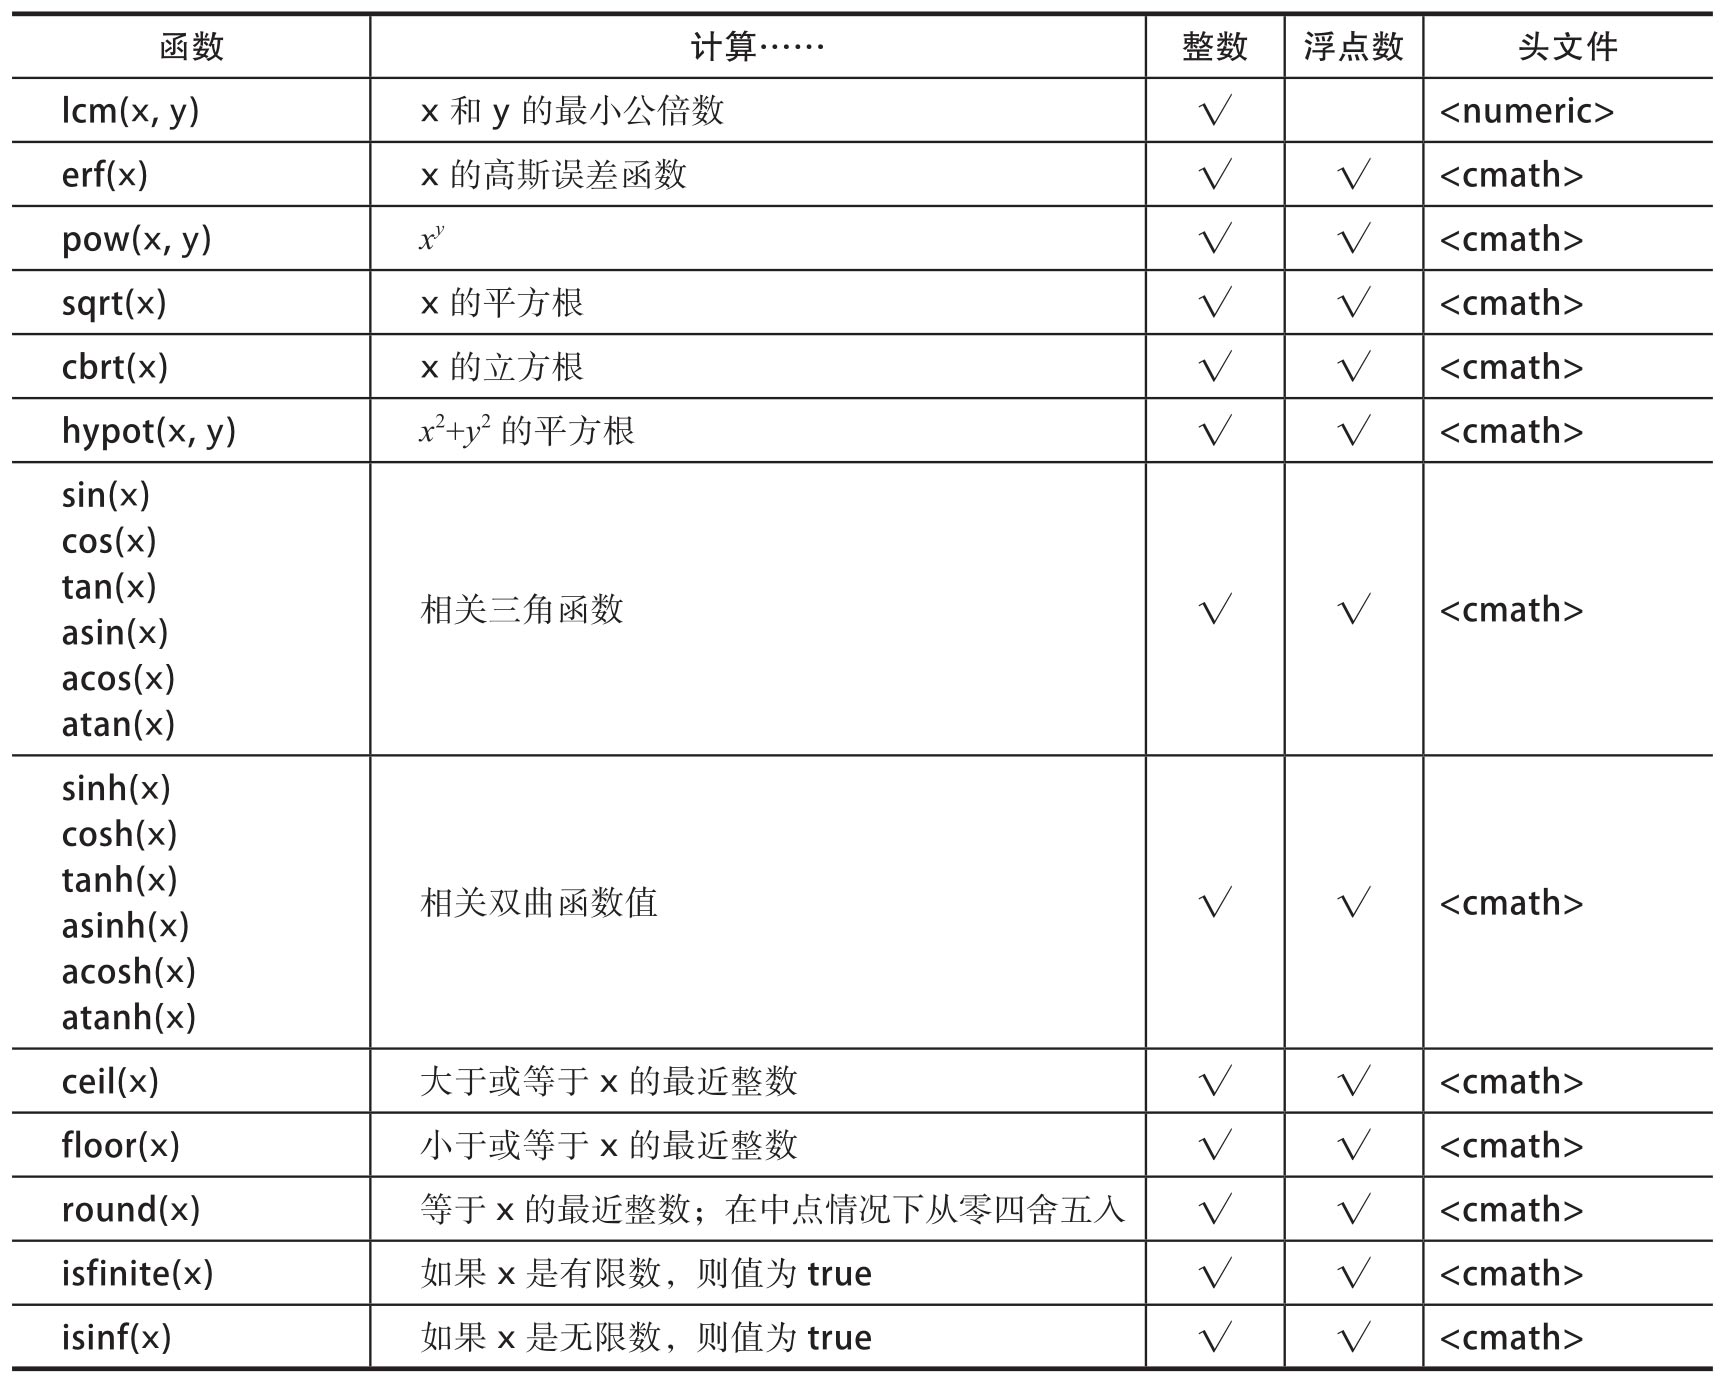 函数 计算…… 整数 浮点数 头文件
lcm(x, y) x 和 y 的最小公倍数 √ <numeric>
erf(x) x 的高斯误差函数 √ √ <cmath>
pow(x, y) xʸ √ √ <cmath>
sqrt(x) x 的平方根 √ √ <cmath>
cbrt(x) x 的立方根 √ √ <cmath>
hypot(x, y) x²+y² 的平方根 √ √ <cmath>
sin(x)
cos(x)
tan(x)
asin(x)
acos(x)
atan(x)
相关三角函数 √ √ <cmath>
sinh(x)
cosh(x)
tanh(x)
asinh(x)
acosh(x)
atanh(x)
相关双曲函数值 √ √ <cmath>
ceil(x) 大于或等于 x 的最近整数 √ √ <cmath>
floor(x) 小于或等于 x 的最近整数 √ √ <cmath>
round(x) 等于 x 的最近整数；在中点情况下从零四舍五入 √ √ <cmath>
isfinite(x) 如果 x 是有限数，则值为 true √ √ <cmath>
isinf(x) 如果 x 是无限数，则值为 true √ √ <cmath>